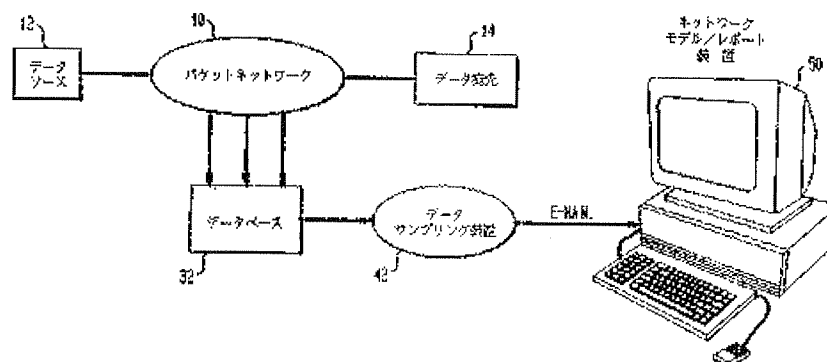 12
データ
ソース
10
パケットネットワーク
14
データ宛先
ネットワーク
モデル/レポート
装置
50
データベース
32
データ
サンプリング装置
42